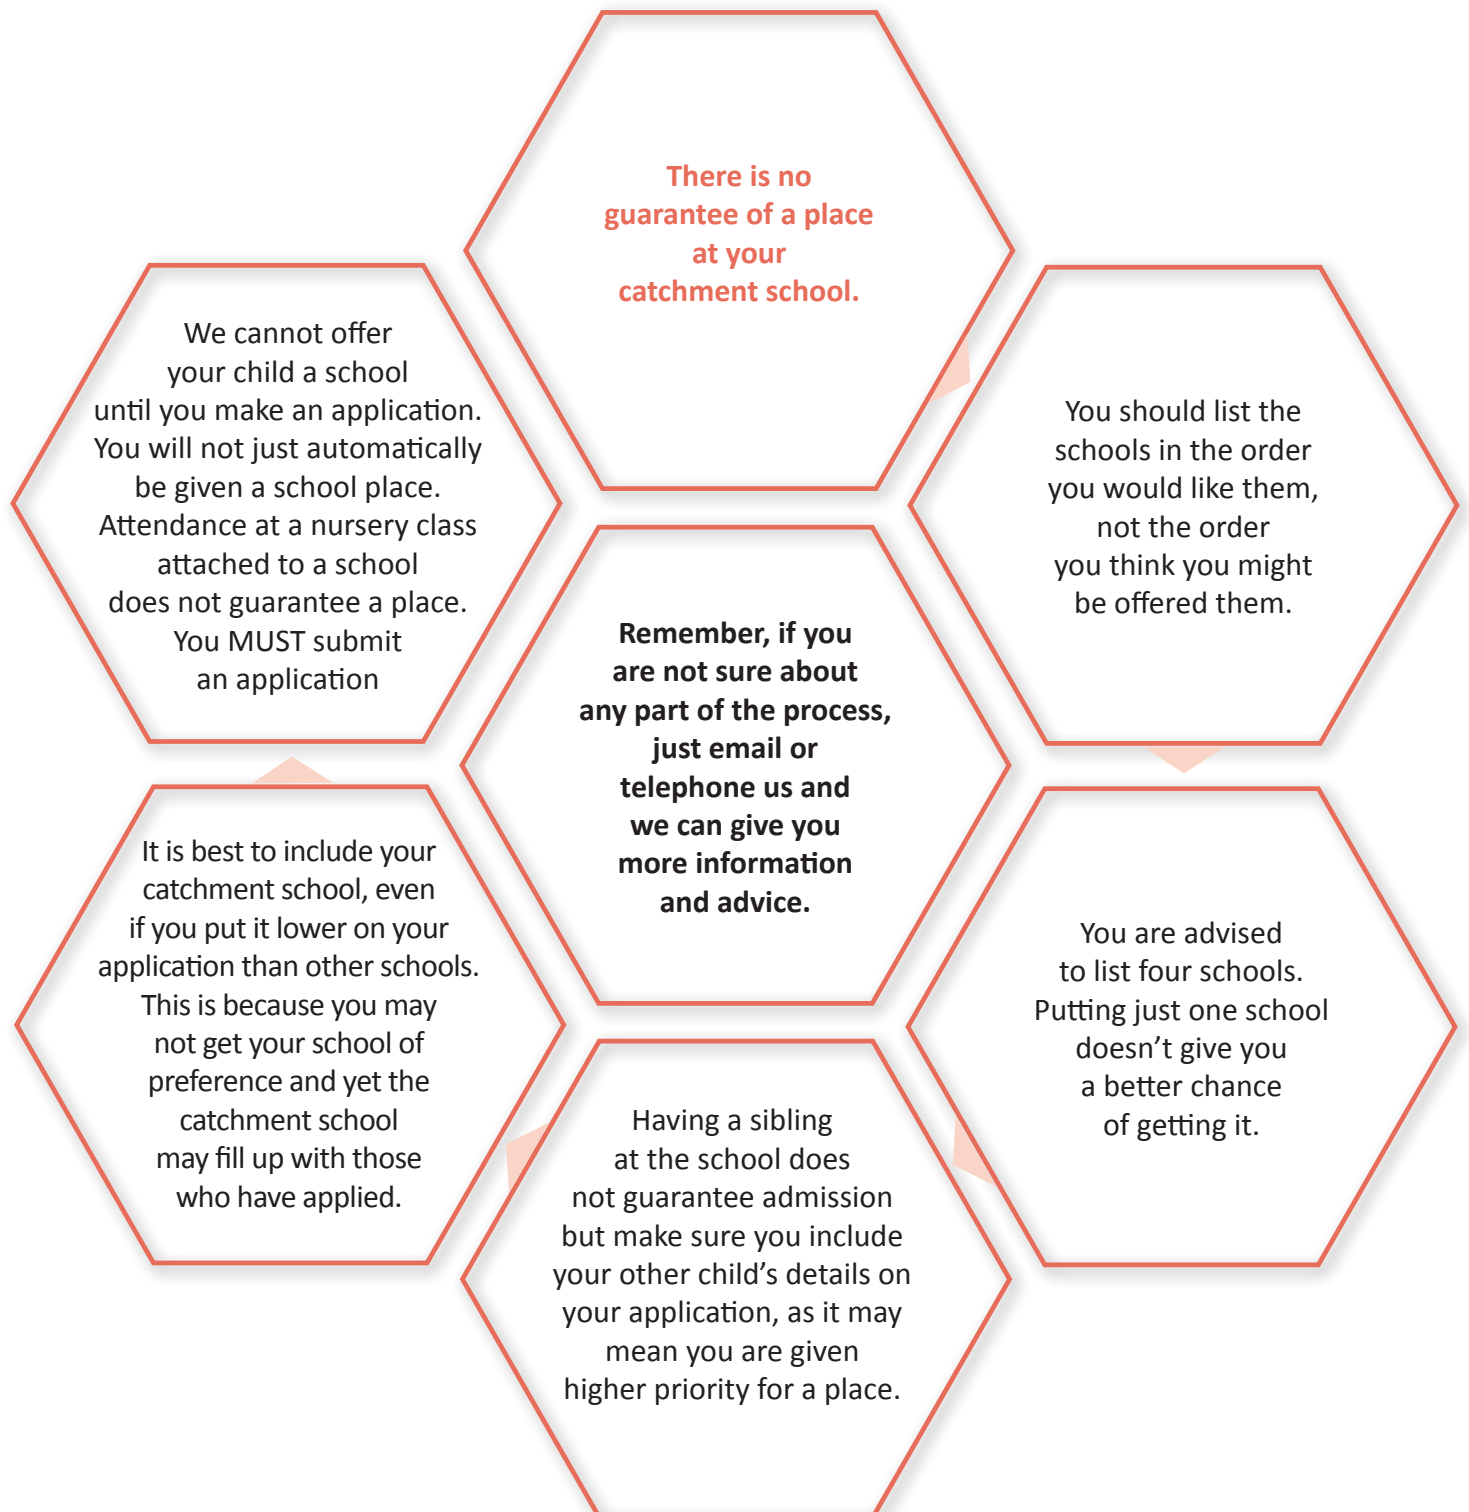 There is no
guarantee of a place
at your
catchment school.
You should list the
schools in the order
you would like them,
not the order
you think you might
be offered them.
You are advised
to list four schools.
Putting just one school
doesn’t give you
a better chance
of getting it.
Having a sibling
at the school does
not guarantee admission
but make sure you include
your other child’s details on
your application, as it may
mean you are given
higher priority for a place.
It is best to include your
catchment school, even
if you put it lower on your
application than other schools.
This is because you may
not get your school of
preference and yet the
catchment school
may fill up with those
who have applied.
We cannot offer
your child a school
until you make an application.
You will not just automatically
be given a school place.
Attendance at a nursery class
attached to a school
does not guarantee a place.
You MUST submit
an application
Remember, if you
are not sure about
any part of the process,
just email or
telephone us and
we can give you
more information
and advice.